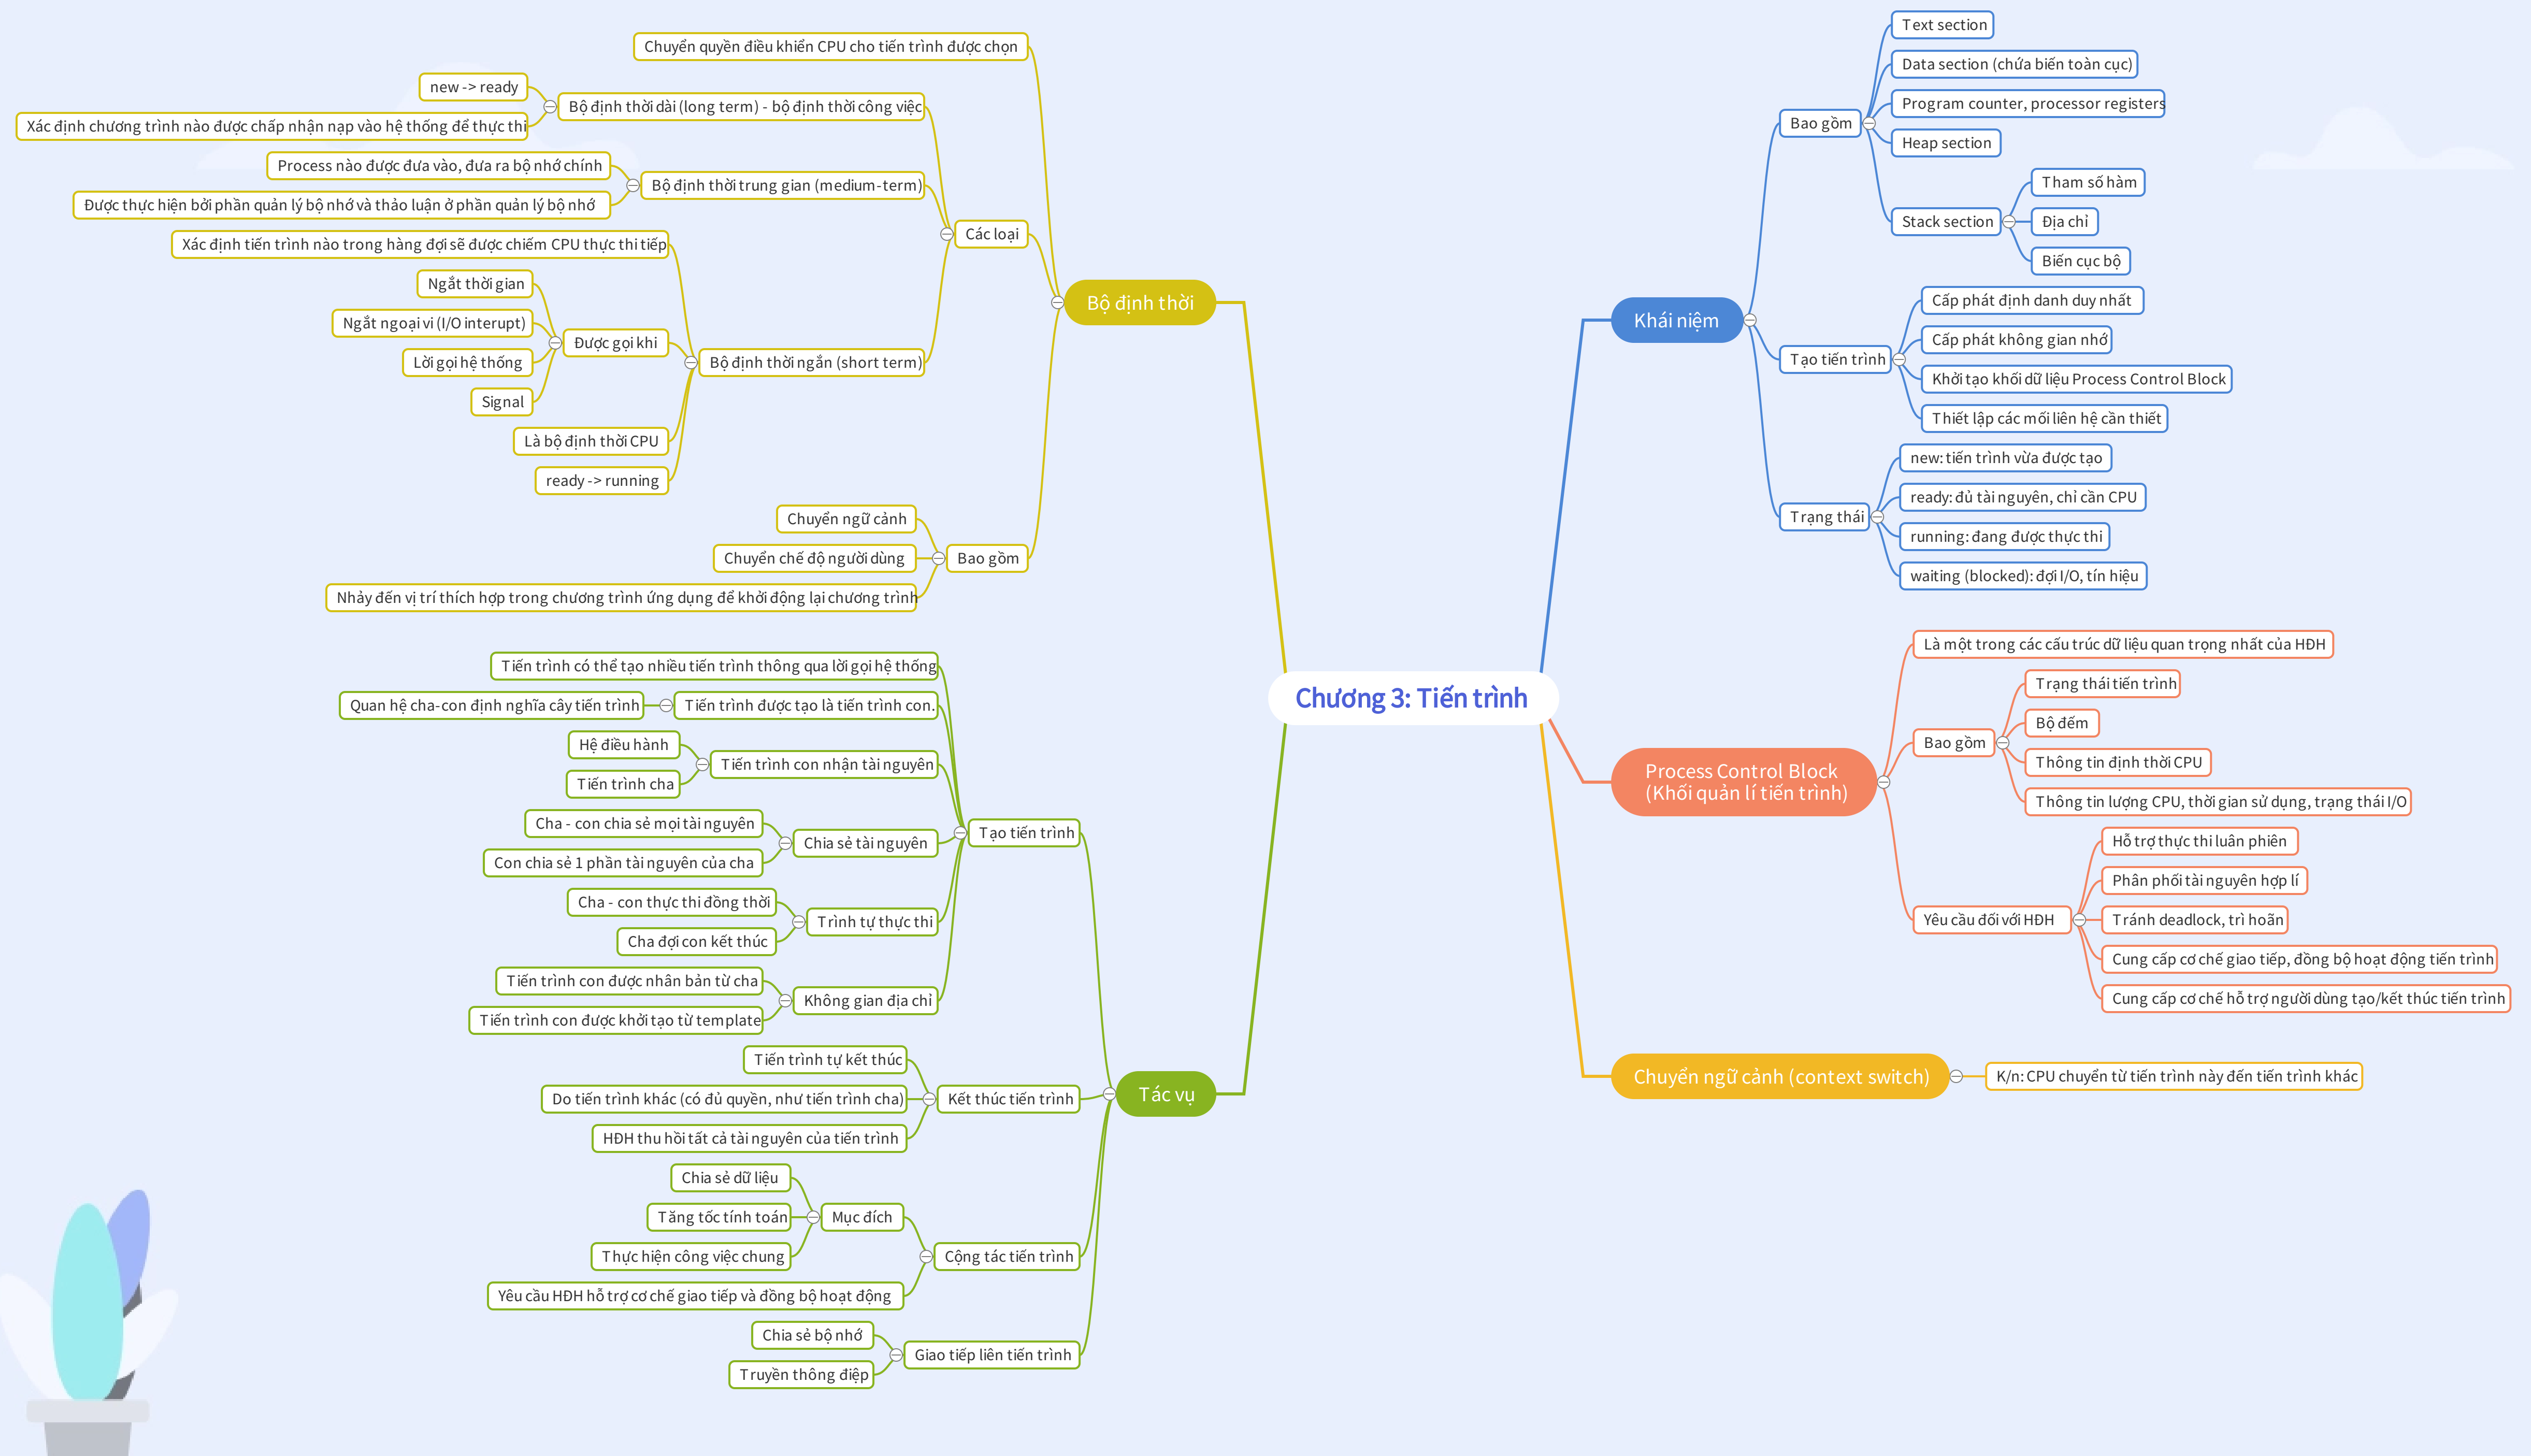 Chương 3: Tiến trình
Khái niệm
Bao gồm
Text section
Data section (chứa biến toàn cục)
Program counter, processor registers
Heap section
Stack section
Tham số hàm
Địa chỉ
Biến cục bộ
Tạo tiến trình
Cấp phát định danh duy nhất
Cấp phát không gian nhớ
Khởi tạo khối dữ liệu Process Control Block
Thiết lập các mối liên hệ cần thiết
Trạng thái
new: tiến trình vừa được tạo
ready: đủ tài nguyên, chỉ cần CPU
running: đang được thực thi
waiting (blocked): đợi I/O, tín hiệu
Process Control Block
(Khối quản lí tiến trình)
Là một trong các cấu trúc dữ liệu quan trọng nhất của HĐH
Bao gồm
Trạng thái tiến trình
Bộ đếm
Thông tin định thời CPU
Thông tin lượng CPU, thời gian sử dụng, trạng thái I/O
Yêu cầu đối với HĐH
Hỗ trợ thực thi luân phiên
Phân phối tài nguyên hợp lí
Tránh deadlock, trì hoãn
Cung cấp cơ chế giao tiếp, đồng bộ hoạt động tiến trình
Cung cấp cơ chế hỗ trợ người dùng tạo/kết thúc tiến trình
Chuyển ngữ cảnh (context switch)
K/n: CPU chuyển từ tiến trình này đến tiến trình khác
Bộ định thời
Chuyển quyền điều khiển CPU cho tiến trình được chọn
Các loại
Bộ định thời dài (long term) - bộ định thời công việc
new -> ready
Xác định chương trình nào được chấp nhận nạp vào hệ thống để thực thi
Bộ định thời trung gian (medium-term)
Process nào được đưa vào, đưa ra bộ nhớ chính
Được thực hiện bởi phần quản lý bộ nhớ và thảo luận ở phần quản lý bộ nhớ
Bộ định thời ngắn (short term)
Xác định tiến trình nào trong hàng đợi sẽ được chiếm CPU thực thi tiếp
Được gọi khi
Ngắt thời gian
Ngắt ngoại vi (I/O interupt)
Lời gọi hệ thống
Signal
Là bộ định thời CPU
ready -> running
Bao gồm
Chuyển ngữ cảnh
Chuyển chế độ người dùng
Nhảy đến vị trí thích hợp trong chương trình ứng dụng để khởi động lại chương trình
Tác vụ
Tạo tiến trình
Tiến trình có thể tạo nhiều tiến trình thông qua lời gọi hệ thống
Tiến trình được tạo là tiến trình con.
Quan hệ cha-con định nghĩa cây tiến trình
Tiến trình con nhận tài nguyên
Hệ điều hành
Tiến trình cha
Chia sẻ tài nguyên
Cha - con chia sẻ mọi tài nguyên
Con chia sẻ 1 phần tài nguyên của cha
Trình tự thực thi
Cha - con thực thi đồng thời
Cha đợi con kết thúc
Không gian địa chỉ
Tiến trình con được nhân bản từ cha
Tiến trình con được khởi tạo từ template
Kết thúc tiến trình
Tiến trình tự kết thúc
Do tiến trình khác (có đủ quyền, như tiến trình cha)
HĐH thu hồi tất cả tài nguyên của tiến trình
Cộng tác tiến trình
Mục đích
Chia sẻ dữ liệu
Tăng tốc tính toán
Thực hiện công việc chung
Yêu cầu HĐH hỗ trợ cơ chế giao tiếp và đồng bộ hoạt động
Giao tiếp liên tiến trình
Chia sẻ bộ nhớ
Truyền thông điệp